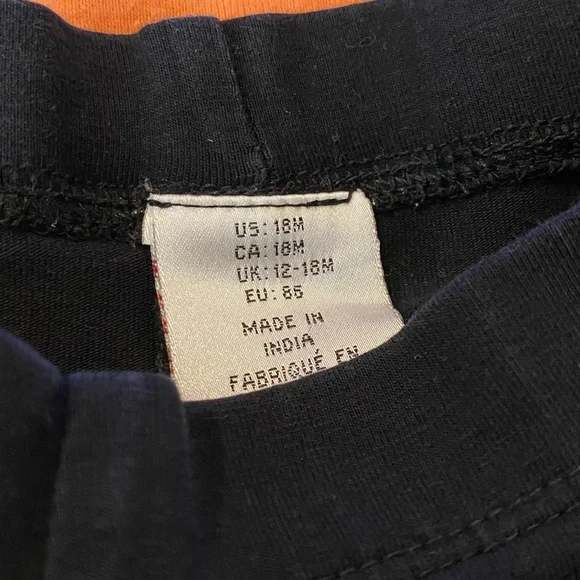 US: 18M
CA: 18M
UK: 12-18M
EU: 86
MADE IN
INDIA
FABRIQUÉ EN